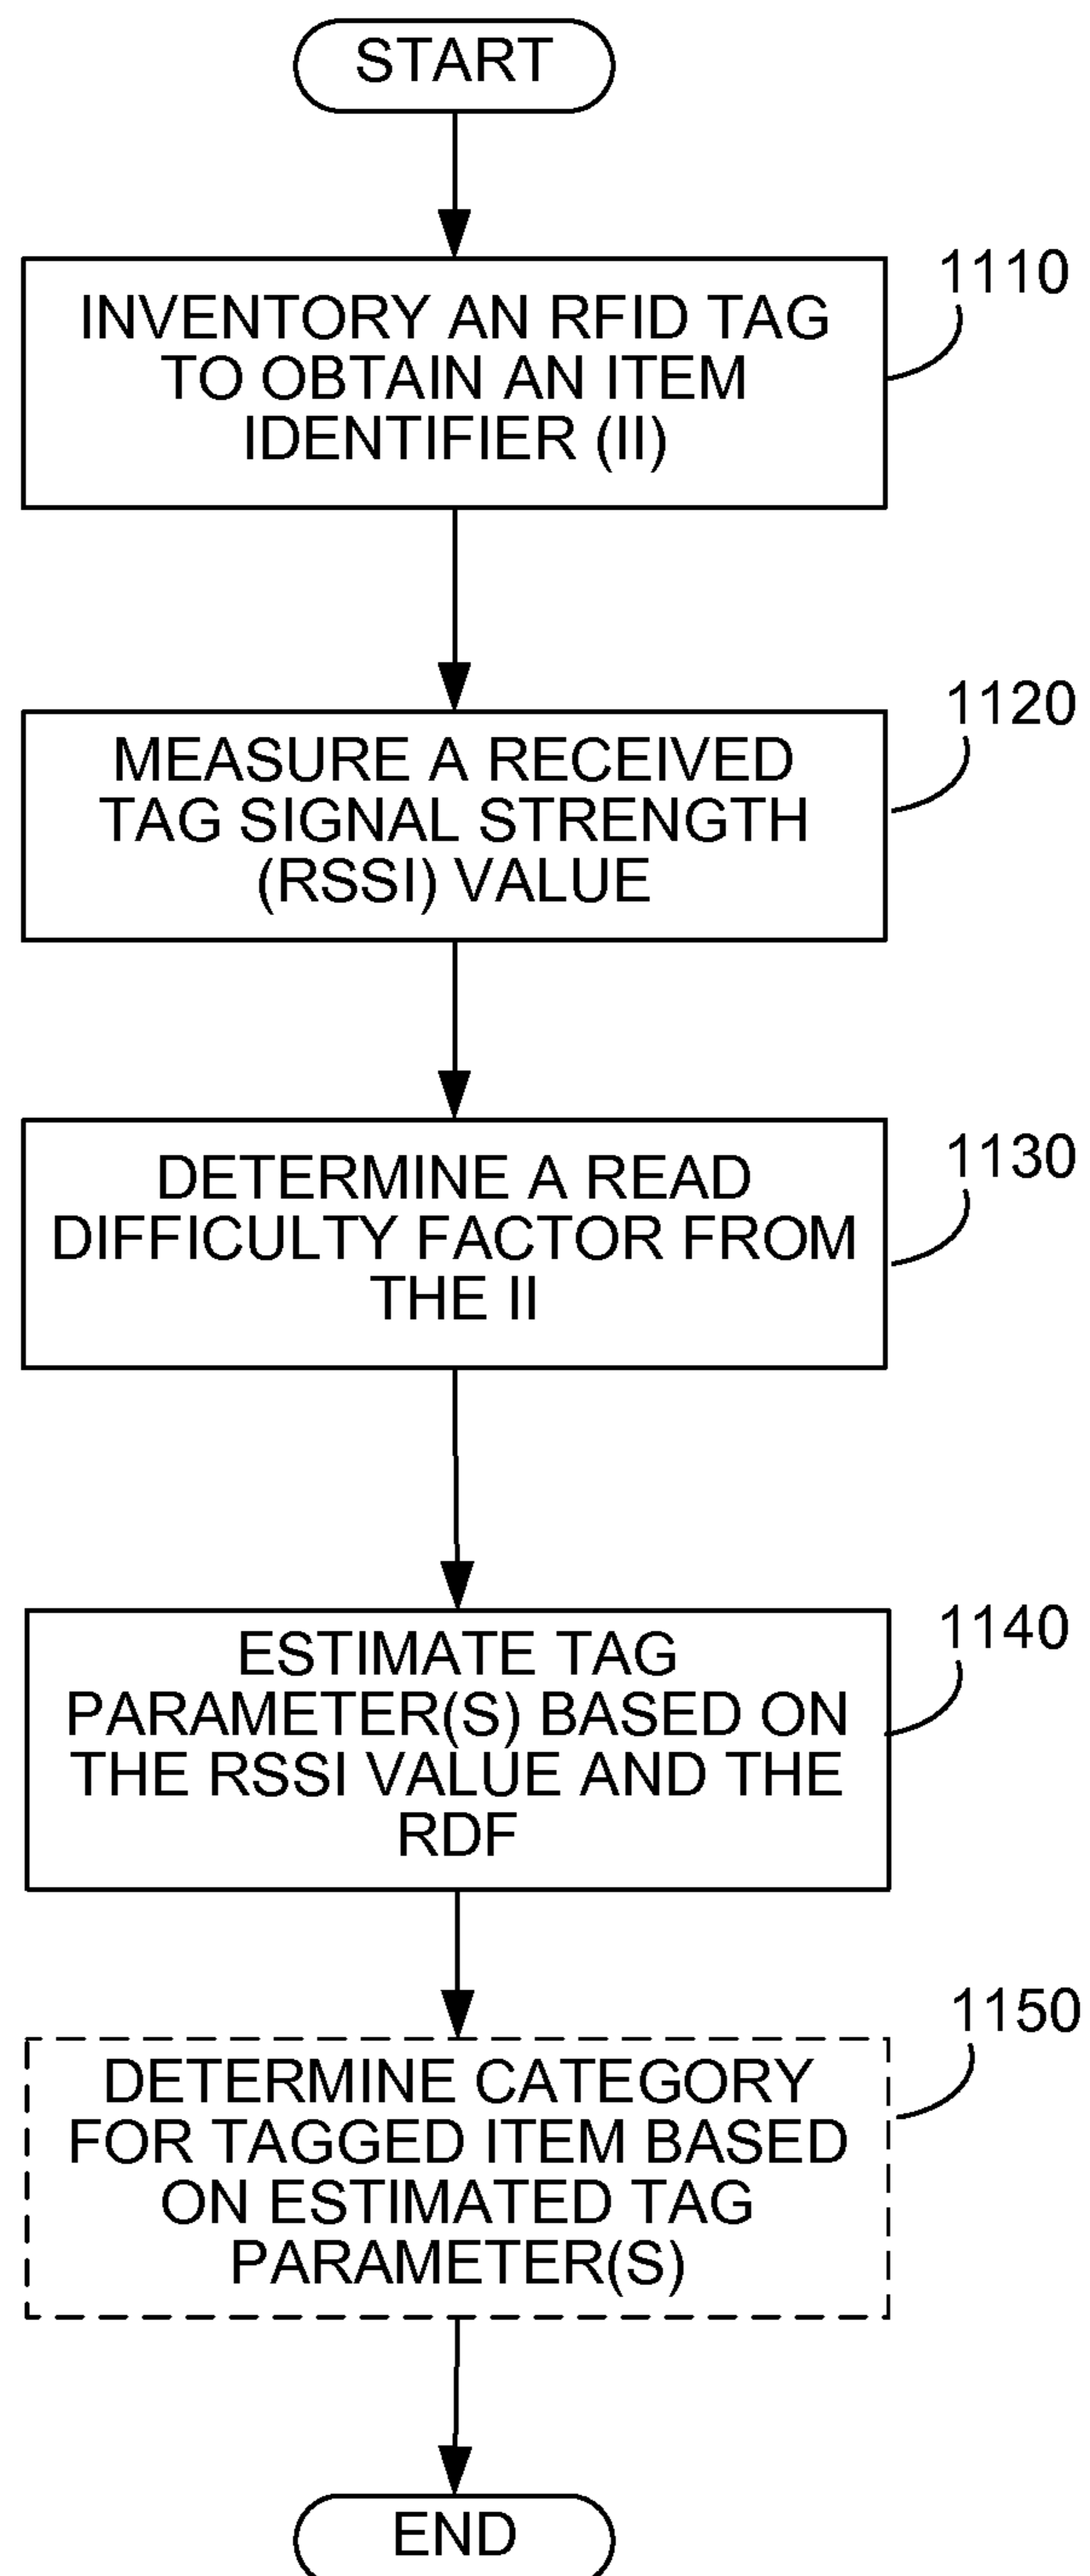 START
1110
INVENTORY AN RFID TAG
TO OBTAIN AN ITEM
IDENTIFIER (II)
1120
MEASURE A RECEIVED
TAG SIGNAL STRENGTH
(RSSI) VALUE
1130
DETERMINE A READ
DIFFICULTY FACTOR FROM
THE II
1140
ESTIMATE TAG
PARAMETER(S) BASED ON
THE RSSI VALUE AND THE
RDF
1150
DETERMINE CATEGORY
FOR TAGGED ITEM BASED
ON ESTIMATED TAG
PARAMETER(S)
END